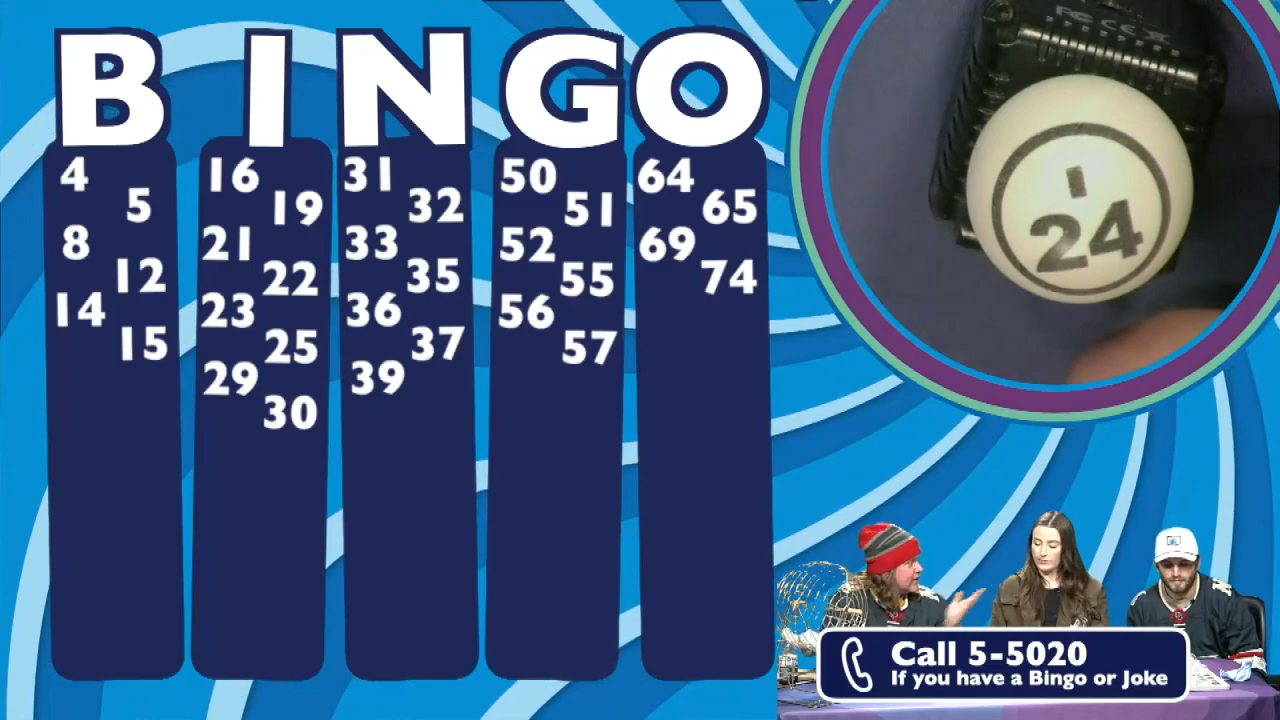 BINGO
4 16 31 50 64
5 19 32 51 65
8 21 33 52 69
12 22 35 55 74
14 23 36 56
15 25 37 57
29 39
30
FC CE
I
24
Call 5-5020
If you have a Bingo or Joke